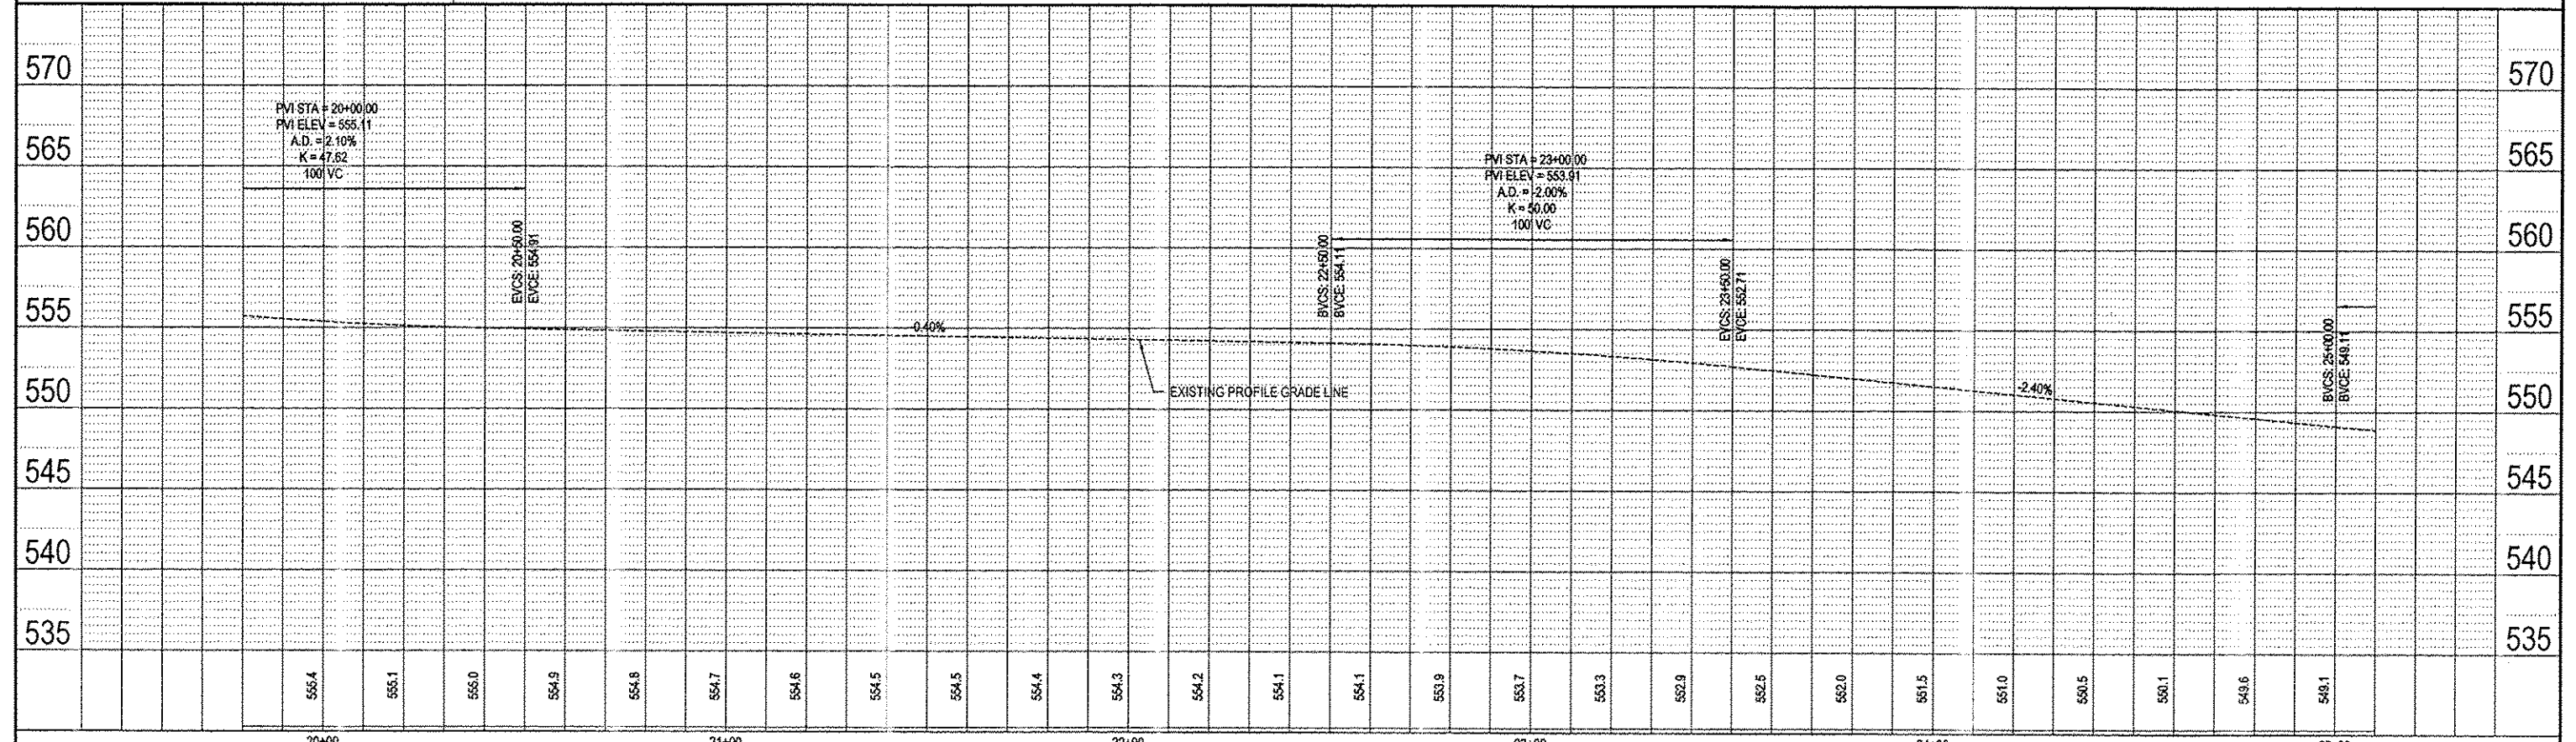 570
570
PVI STA = 20+00.00
PVI ELEV = 555.11
A.D. = 2.10%
K = 47.62
100' VC
565
565
PVI STA = 23+00.00
PVI ELEV = 553.91
A.D. = -2.00%
K = 50.00
100' VC
560
560
EVCS: 20+50.00
EVCE: 554.91
BVCS: 22+50.00
BVCE: 554.11
EVCS: 23+50.00
EVCE: 552.71
BVCS: 25+00.00
BVCE: 549.11
555
555
-0.40%
-2.40%
EXISTING PROFILE GRADE LINE
550
550
545
545
540
540
535
535
555.4 555.1 555.0 554.9 554.8 554.7 554.6 554.5 554.5 554.4 554.3 554.2 554.1 554.1 553.9 553.7 553.3 552.9 552.5 552.0 551.5 551.0 550.5 550.1 549.6 549.1
20+00 21+00 22+00 23+00